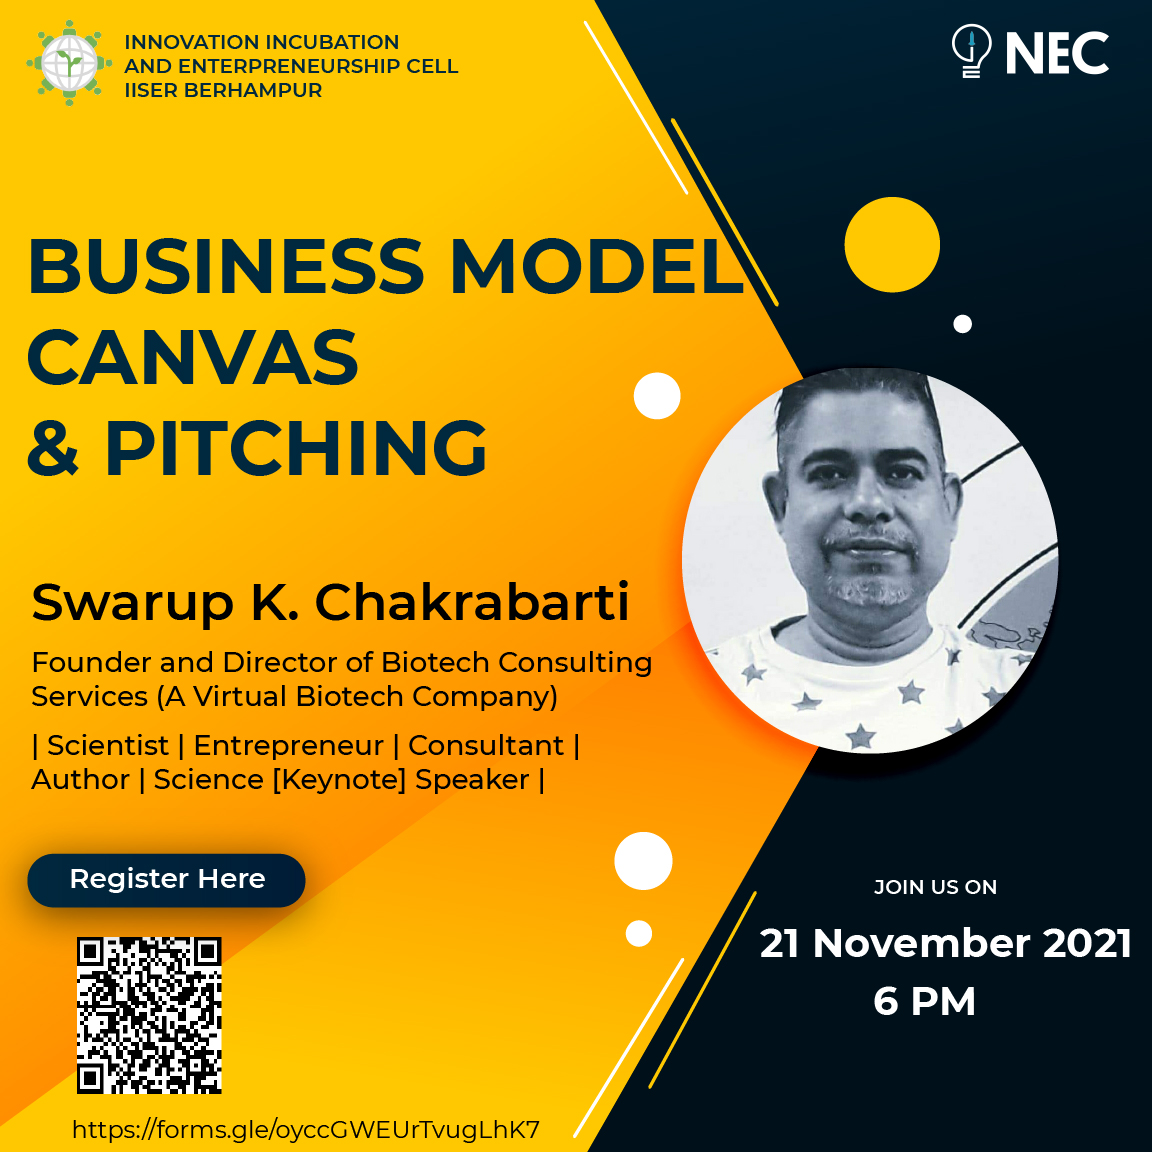 INNOVATION INCUBATION
AND ENTERPRENEURSHIP CELL
IISER BERHAMPUR
NEC
BUSINESS MODEL
CANVAS
& PITCHING
Swarup K. Chakrabarti
Founder and Director of Biotech Consulting
Services (A Virtual Biotech Company)
| Scientist | Entrepreneur | Consultant |
Author | Science [Keynote] Speaker |
Register Here
https://forms.gle/oyccGWEUrTvugLhK7
JOIN US ON
21 November 2021
6 PM